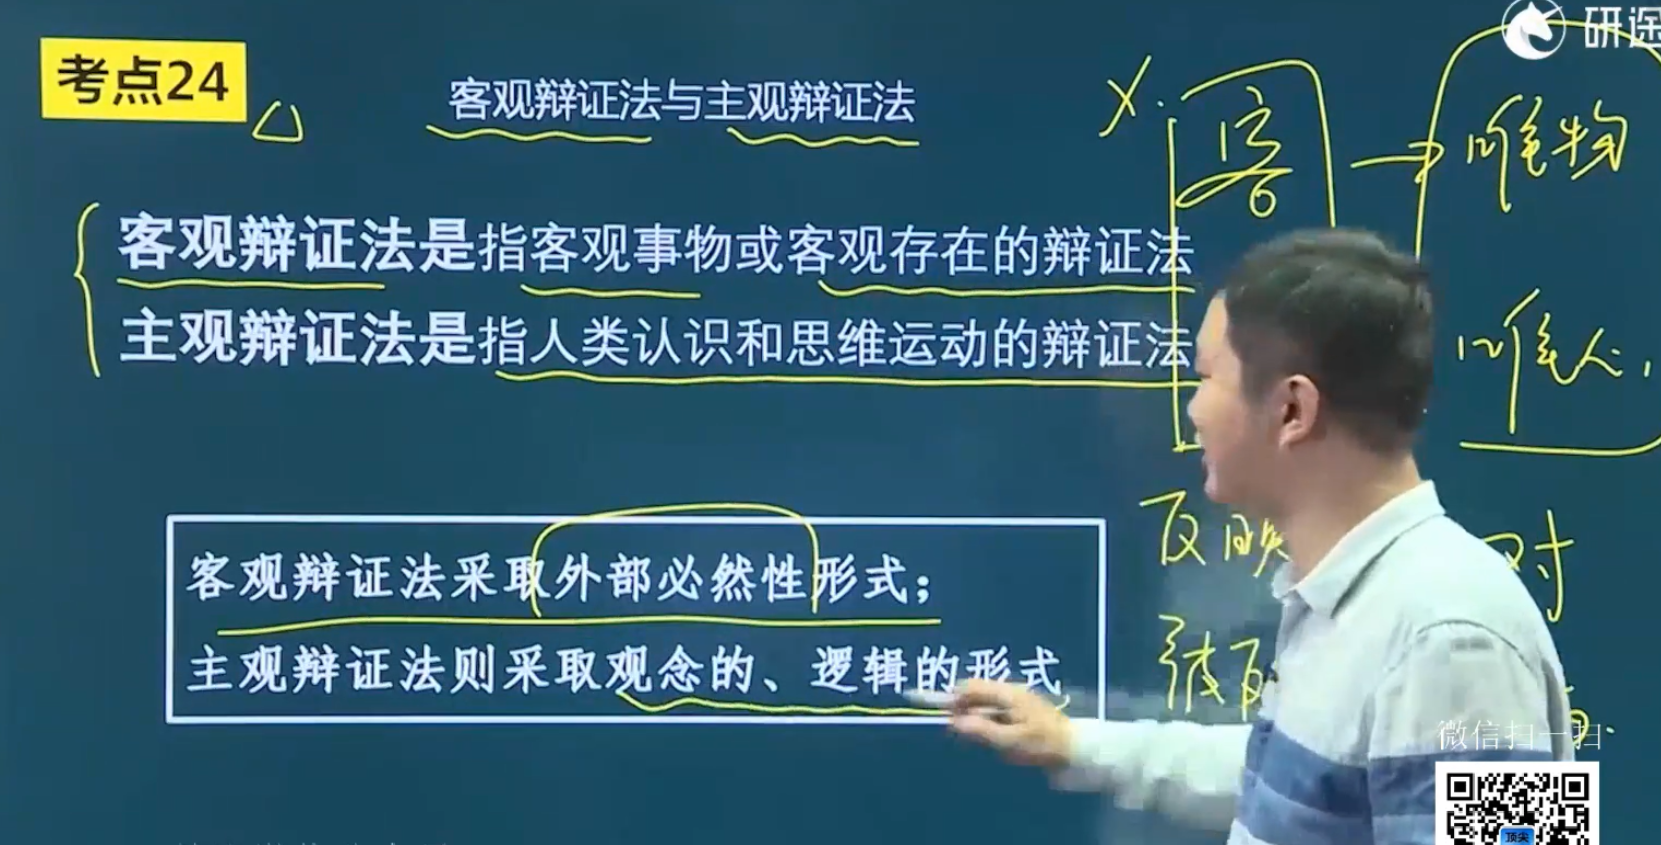 研途
考点24
客观辩证法与主观辩证法
X.
客
唯物
客观辩证法是指客观事物或客观存在的辩证法
主观辩证法是指人类认识和思维运动的辩证法
唯人
客观辩证法采取外部必然性形式；
反映
对
主观辩证法则采取观念的、逻辑的形式
被反
微信扫一扫
顶尖